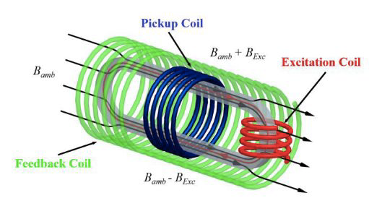 Pickup Coil
B_amb + B_Exc
B_amb
Excitation Coil
Feedback Coil
B_amb - B_Exc